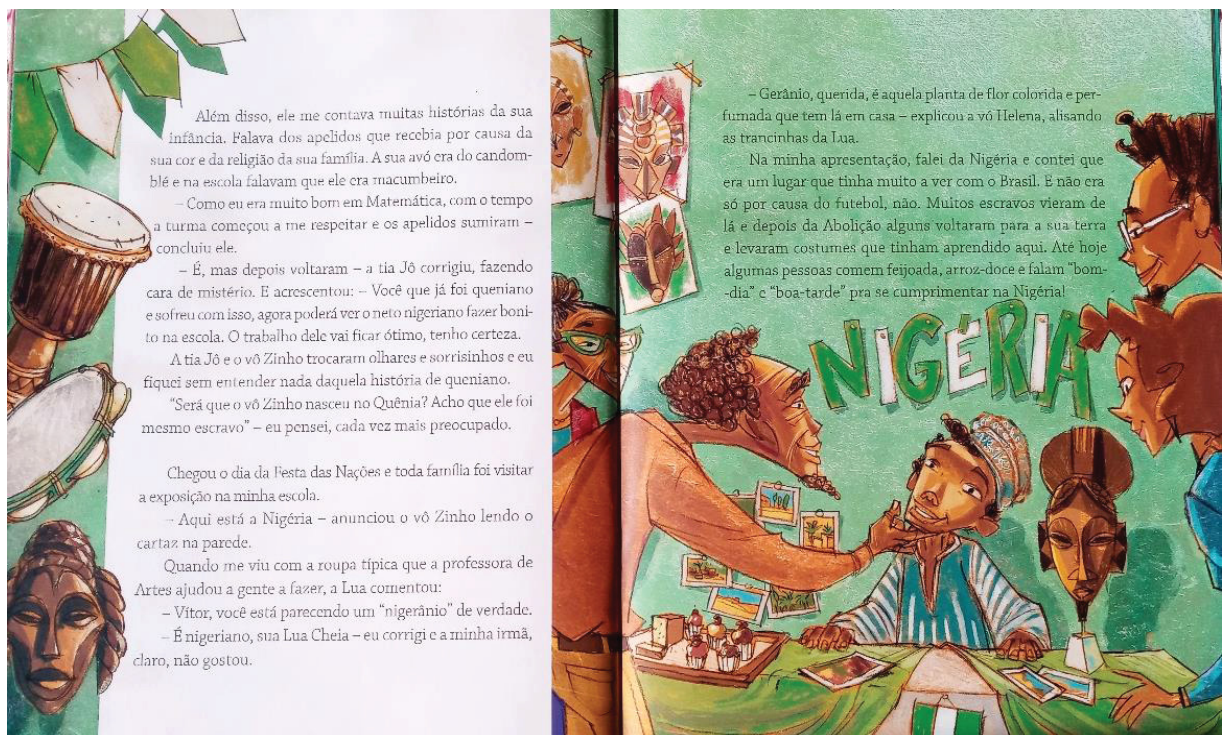 Além disso, ele me contava muitas histórias da sua
infância. Falava dos apelidos que recebia por causa da
sua cor e da religião da sua família. A sua avó era do candom-
blé e na escola falavam que ele era macumbeiro.
– Como eu era muito bom em Matemática, com o tempo
a turma começou a me respeitar e os apelidos sumiram –
concluiu ele.
– É, mas depois voltaram – a tia Jô corrigiu, fazendo
cara de mistério. E acrescentou: – Você que já foi queniano
e sofreu com isso, agora poderá ver o neto nigeriano fazer boni-
to na escola. O trabalho dele vai ficar ótimo, tenho certeza.
A tia Jô e o vô Zinho trocaram olhares e sorrisinhos e eu
fiquei sem entender nada daquela história de queniano.
“Será que o vô Zinho nasceu no Quênia? Acho que ele foi
mesmo escravo” – eu pensei, cada vez mais preocupado.
Chegou o dia da Festa das Nações e toda família foi visitar
a exposição na minha escola.
– Aqui está a Nigéria – anunciou o vô Zinho lendo o
cartaz na parede.
Quando me viu com a roupa típica que a professora de
Artes ajudou a gente a fazer, a Lua comentou:
– Vítor, você está parecendo um “nigerânio” de verdade.
– É nigeriano, sua Lua Cheia – eu corrigi e a minha irmã,
claro, não gostou.
– Gerânio, querida, é aquela planta de flor colorida e per-
fumada que tem lá em casa – explicou a vó Helena, alisando
as trancinhas da Lua.
Na minha apresentação, falei da Nigéria e contei que
era um lugar que tinha muito a ver com o Brasil. E não era
só por causa do futebol, não. Muitos escravos vieram de
lá e depois da Abolição alguns voltaram para a sua terra
e levaram costumes que tinham aprendido aqui. Até hoje
algumas pessoas comem feijoada, arroz-doce e falam “bom-
-dia” e “boa-tarde” pra se cumprimentar na Nigéria!
NIGÉRIA